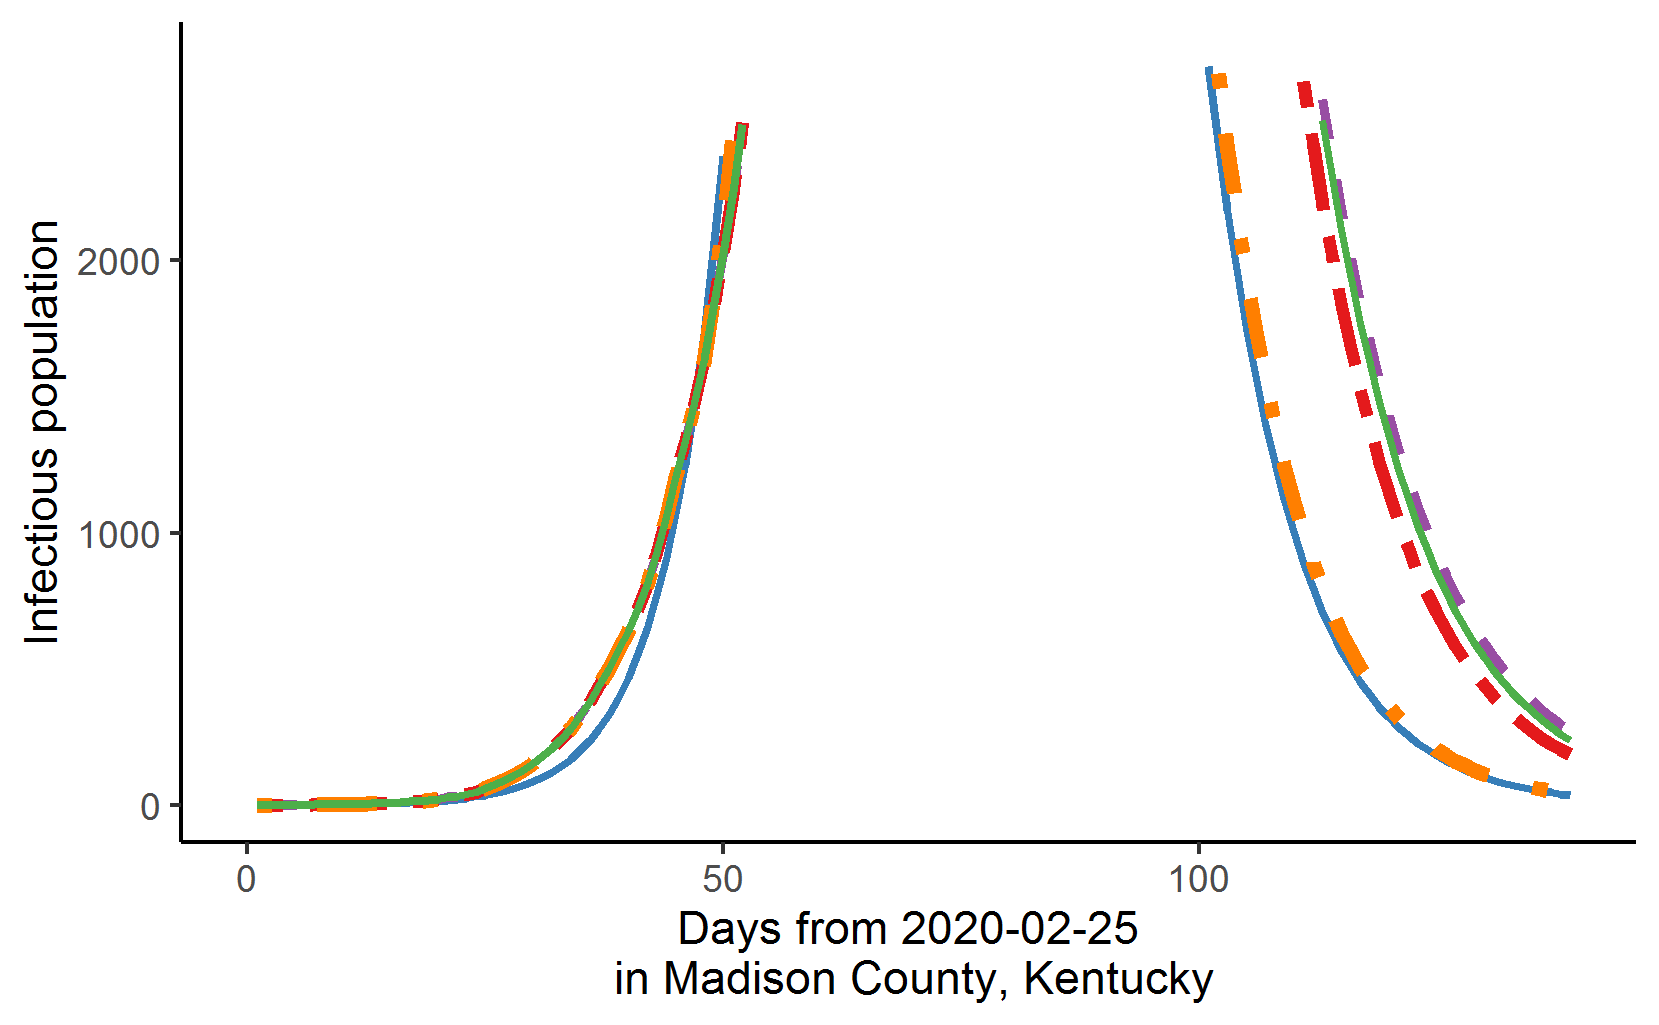 Infectious population
2000
1000
0
0 50 100
Days from 2020-02-25
in Madison County, Kentucky